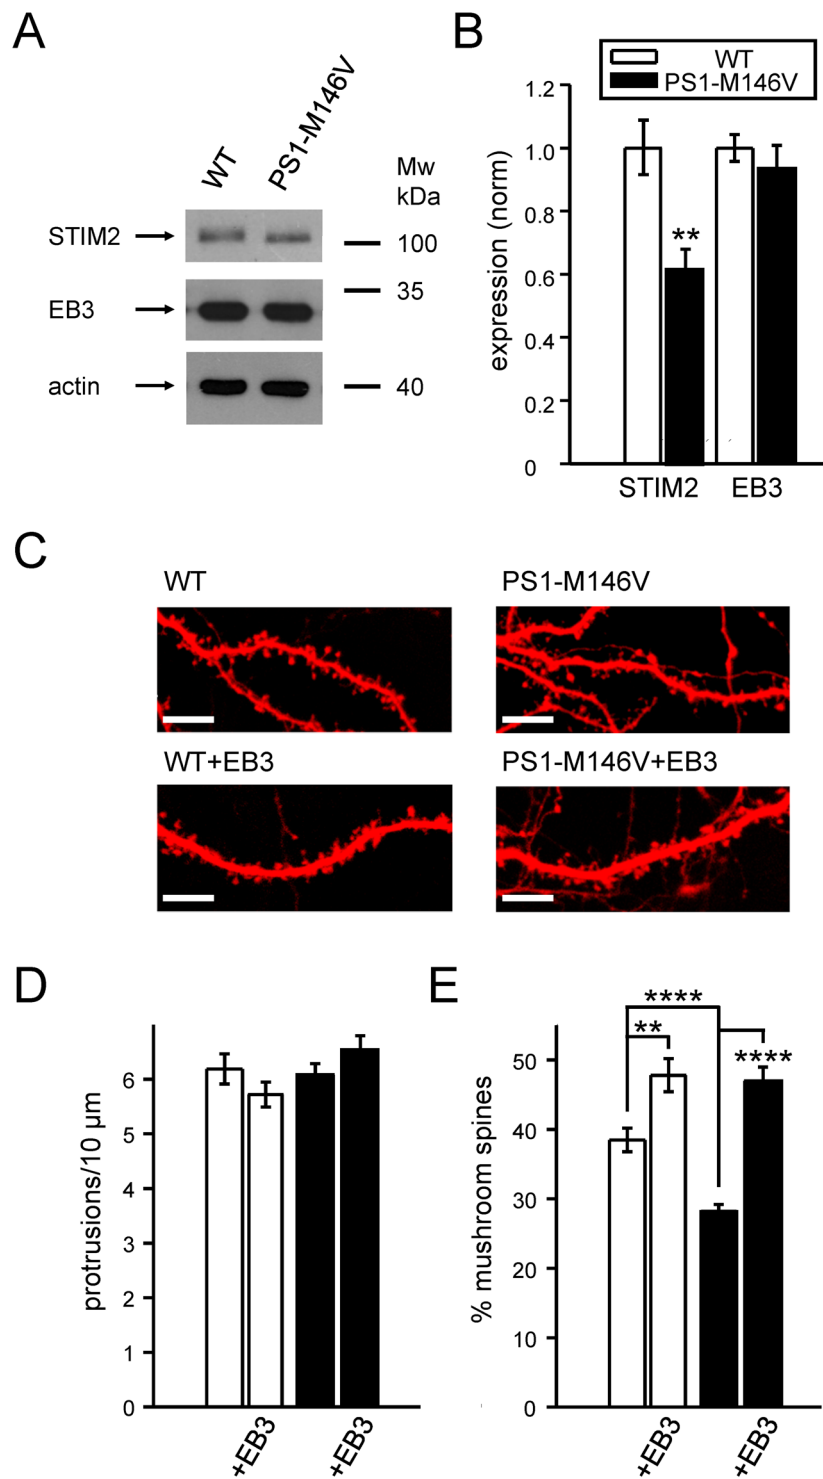 A
WT
PS1-M146V
Mw
kDa
STIM2
100
EB3
35
actin
40
B
WT
PS1-M146V
expression (norm)
1.2
1.0
0.8
0.6
0.4
0.2
0
**
STIM2
EB3
C
WT
PS1-M146V
WT+EB3
PS1-M146V+EB3
D
protrusions/10 µm
6
5
4
3
2
1
0
+EB3
+EB3
E
% mushroom spines
50
40
30
20
10
0
****
**
****
+EB3
+EB3